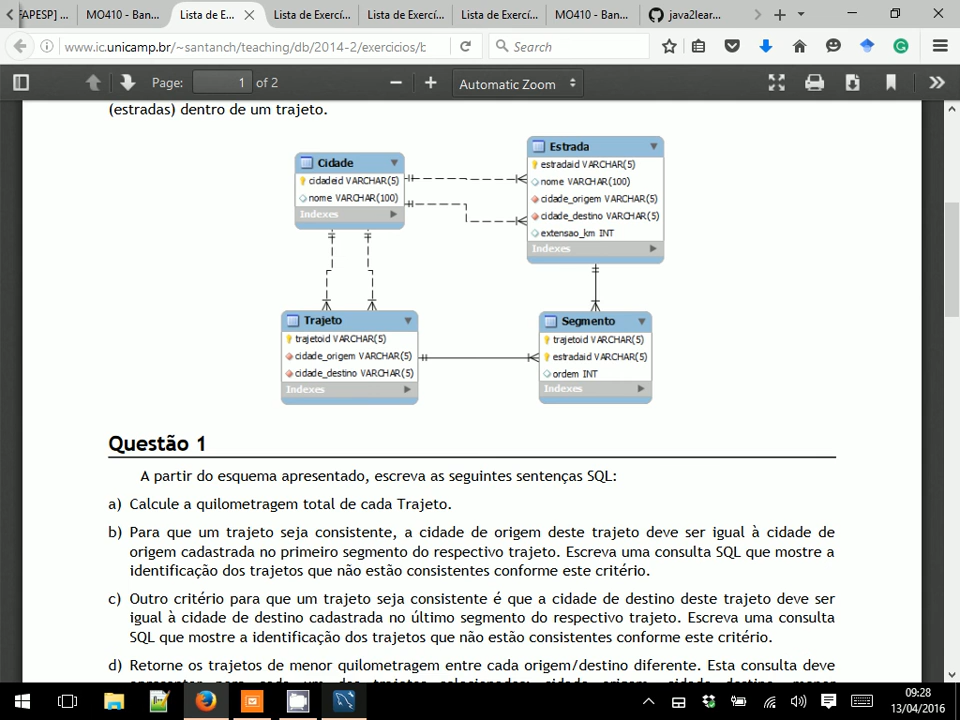 FAPESP] ...
MO410 - Ban...
Lista de E...
Lista de Exercí...
Lista de Exercí...
Lista de Exercí...
MO410 - Ban...
java2lear...
www.ic.unicamp.br/~santanch/teaching/db/2014-2/exercicios/b
Search
Page: 1 of 2
Automatic Zoom
(estradas) dentro de um trajeto.
Cidade
cidadeid VARCHAR(5)
nome VARCHAR(100)
Indexes
Estrada
estradaid VARCHAR(5)
nome VARCHAR(100)
cidade_origem VARCHAR(5)
cidade_destino VARCHAR(5)
extensao_km INT
Indexes
Trajeto
trajetoid VARCHAR(5)
cidade_origem VARCHAR(5)
cidade_destino VARCHAR(5)
Indexes
Segmento
trajetoid VARCHAR(5)
estradaid VARCHAR(5)
ordem INT
Indexes
Questão 1
A partir do esquema apresentado, escreva as seguintes sentenças SQL:
a) Calcule a quilometragem total de cada Trajeto.
b) Para que um trajeto seja consistente, a cidade de origem deste trajeto deve ser igual à cidade de
origem cadastrada no primeiro segmento do respectivo trajeto. Escreva uma consulta SQL que mostre a
identificação dos trajetos que não estão consistentes conforme este critério.
c) Outro critério para que um trajeto seja consistente é que a cidade de destino deste trajeto deve ser
igual à cidade de destino cadastrada no último segmento do respectivo trajeto. Escreva uma consulta
SQL que mostre a identificação dos trajetos que não estão consistentes conforme este critério.
d) Retorne os trajetos de menor quilometragem entre cada origem/destino diferente. Esta consulta deve
09:28
13/04/2016